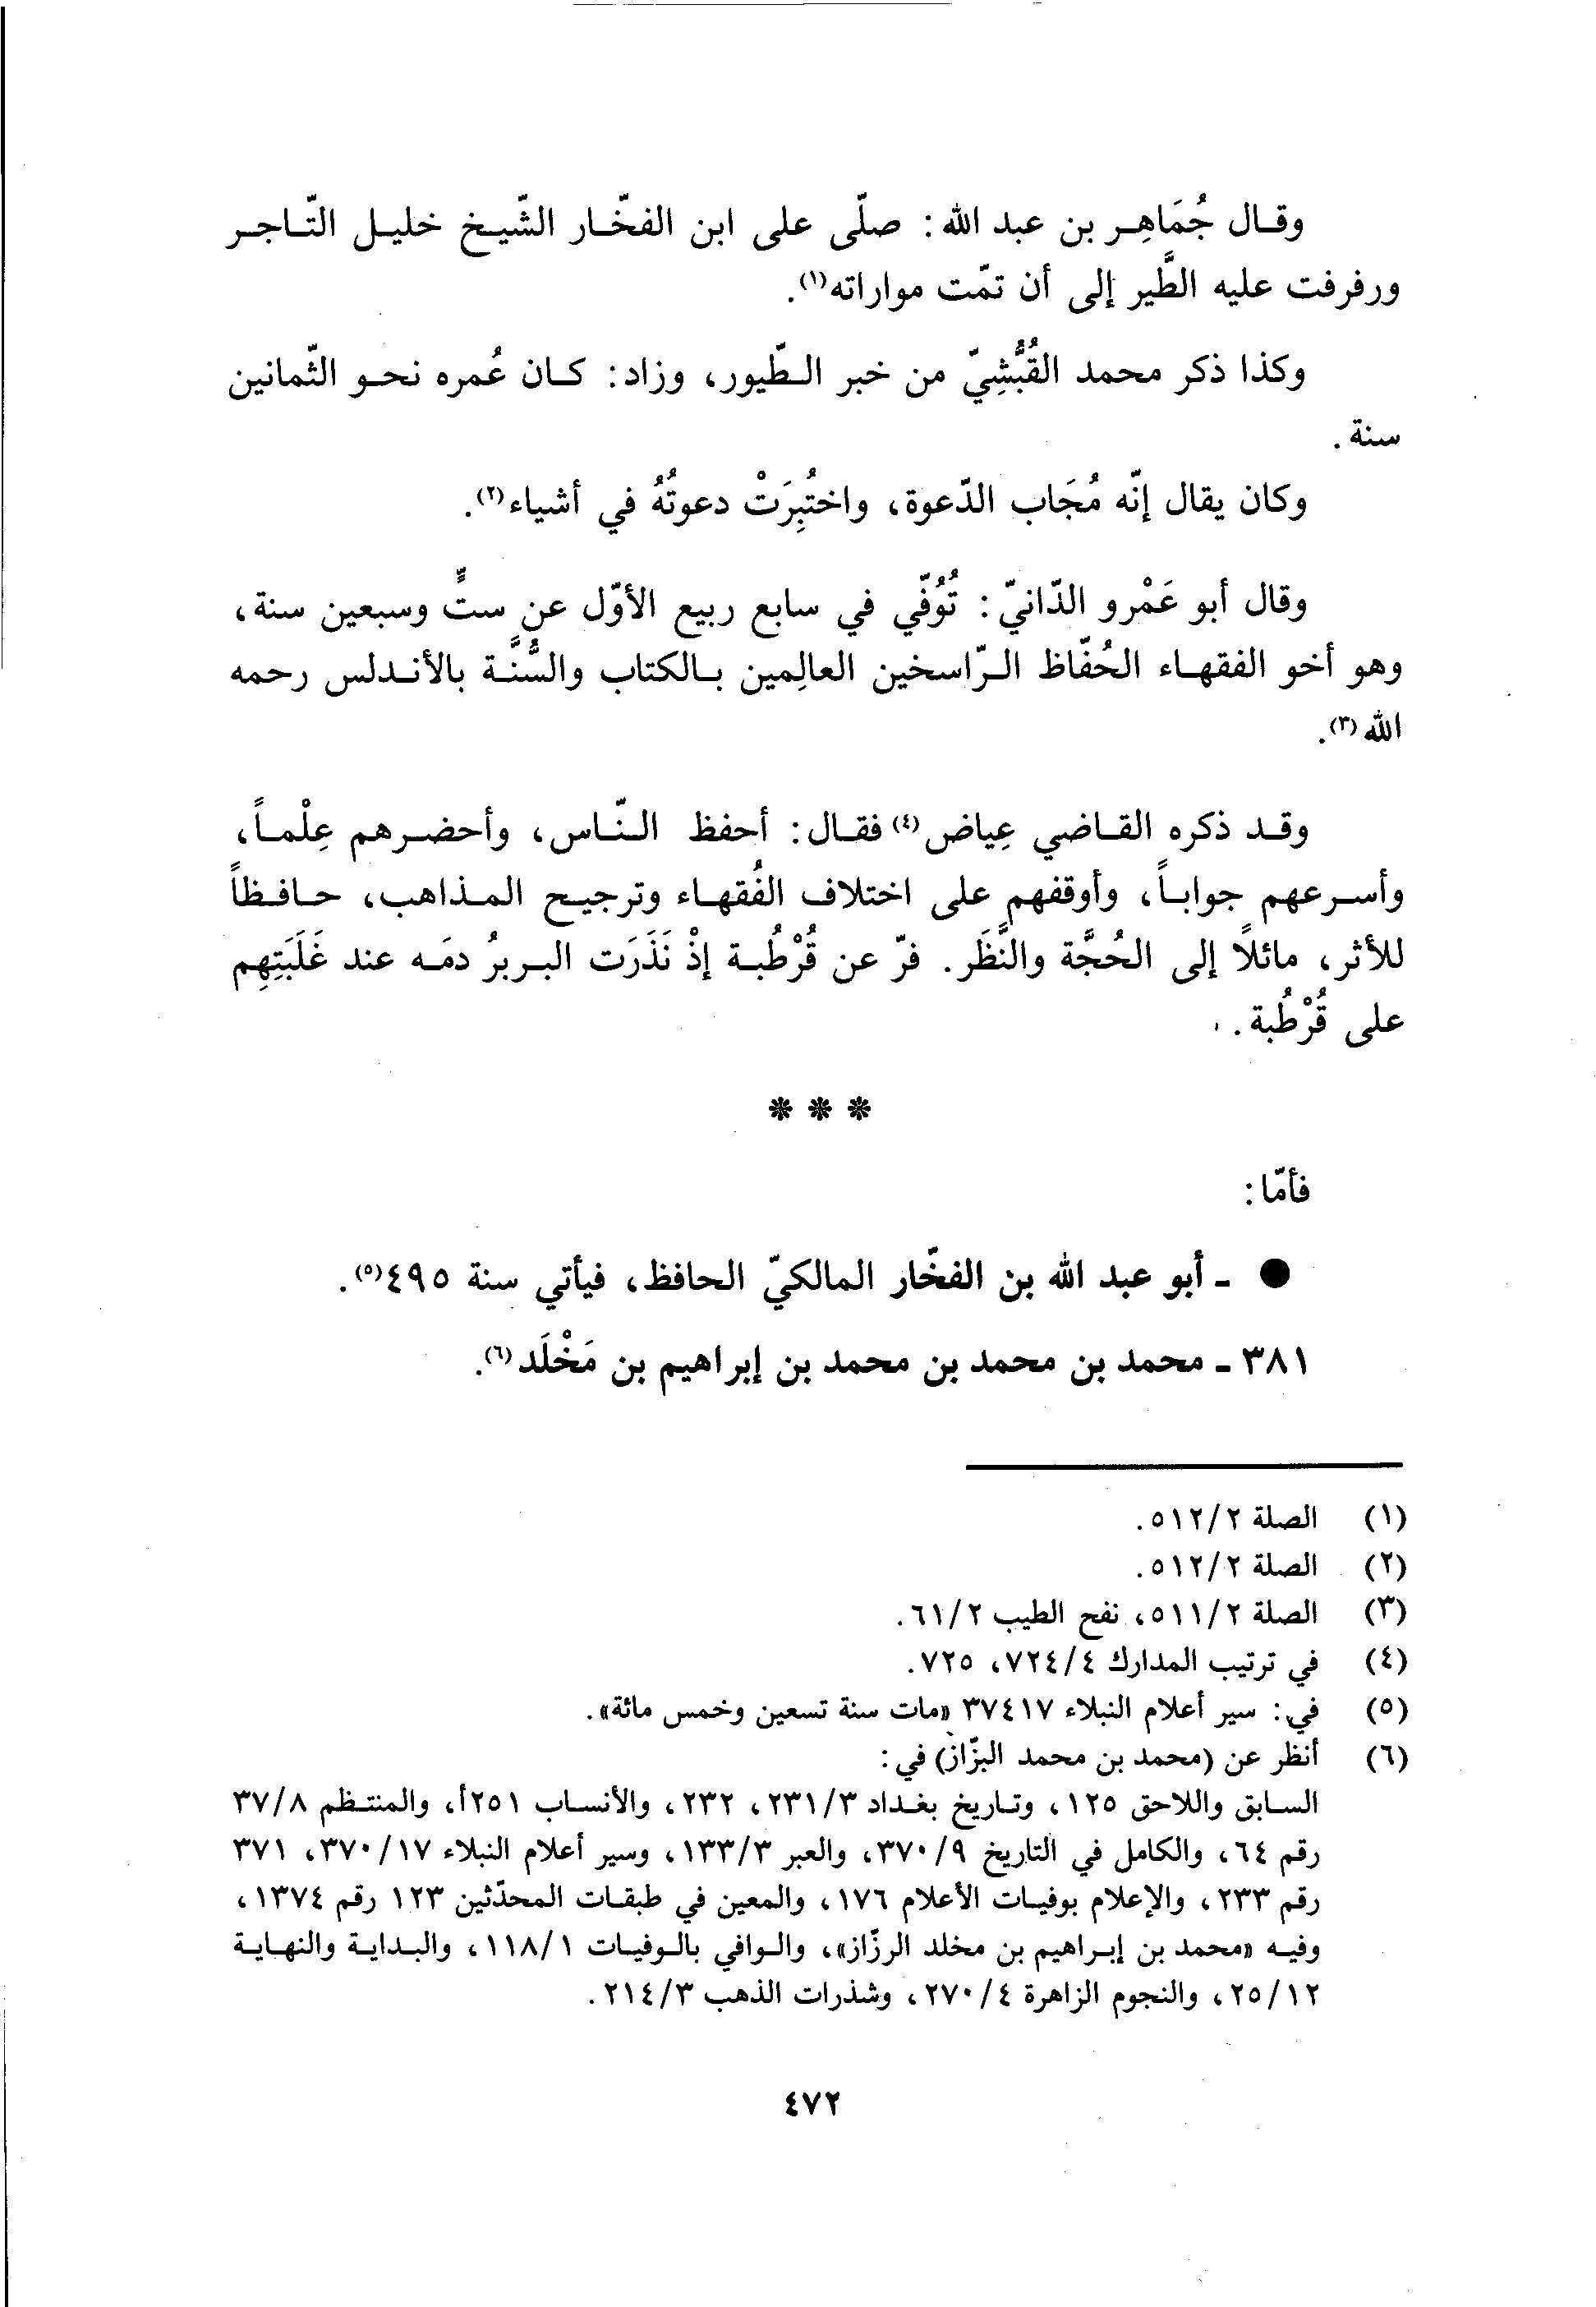 وقال جُمَاهِر بن عبد الله: صلّى على ابن الفخّار الشّيخ خليل التّاجر
ورفرفت عليه الطَّير إلى أن تمّت مواراته(١).
وكذا ذكر محمد القُبُّشِيّ من خبر الطّيور، وزاد: كان عُمره نحو الثّمانين
سنة.
وكان يقال إنّه مُجَاب الدّعوة، واختُبِرَتْ دعوتُهُ في أشياء(٢).
وقال أبو عَمْرو الدّانيّ: تُوُفّي في سابع ربيع الأوّل عن ستٍّ وسبعين سنة،
وهو أخو الفقهاء الحُفّاظ الرّاسخين العالِمين بالكتاب والسُّنَّة بالأندلس رحمه
الله(٣).
وقد ذكره القاضي عِياض(٤) فقال: أحفظ النّاس، وأحضرهم عِلْماً،
وأسرعهم جواباً، وأوقفهم على اختلاف الفُقهاء وترجيح المذاهب، حافظاً
للأثر، مائلاً إلى الحُجَّة والنَّظَر. فرّ عن قُرْطُبة إذْ نَذَرَت البربرُ دمَه عند غَلَبَتِهِم
على قُرْطُبة.
* * *
فأمّا:
● - أبو عبد الله بن الفخّار المالكيّ الحافظ، فيأتي سنة ٤٩٥(٥).
٣٨١ - محمد بن محمد بن محمد بن إبراهيم بن مَخْلَد(٦).
(١) الصلة ٥١٢/٢.
(٢) الصلة ٥١٢/٢.
(٣) الصلة ٥١١/٢، نفح الطيب ٦١/٢.
(٤) في ترتيب المدارك ٧٢٤/٤، ٧٢٥.
(٥) في: سير أعلام النبلاء ٣٧٤١٧ «مات سنة تسعين وخمس مائة».
(٦) أنظر عن (محمد بن محمد البزّاز) في:
السابق واللاحق ١٢٥، وتاريخ بغداد ٢٣١/٣، ٢٣٢، والأنساب ٢٥١أ، والمنتظم ٣٧/٨
رقم ٦٤، والكامل في التاريخ ٣٧٠/٩، والعبر ١٣٣/٣، وسير أعلام النبلاء ٣٧٠/١٧، ٣٧١
رقم ٢٣٣، والإعلام بوفيات الأعلام ١٧٦، والمعين في طبقات المحدّثين ١٢٣ رقم ١٣٧٤،
وفيه «محمد بن إبراهيم بن مخلد الرزّاز»، والوافي بالوفيات ١١٨/١، والبداية والنهاية
٢٥/١٢، والنجوم الزاهرة ٢٧٠/٤، وشذرات الذهب ٢١٤/٣.
٤٧٢